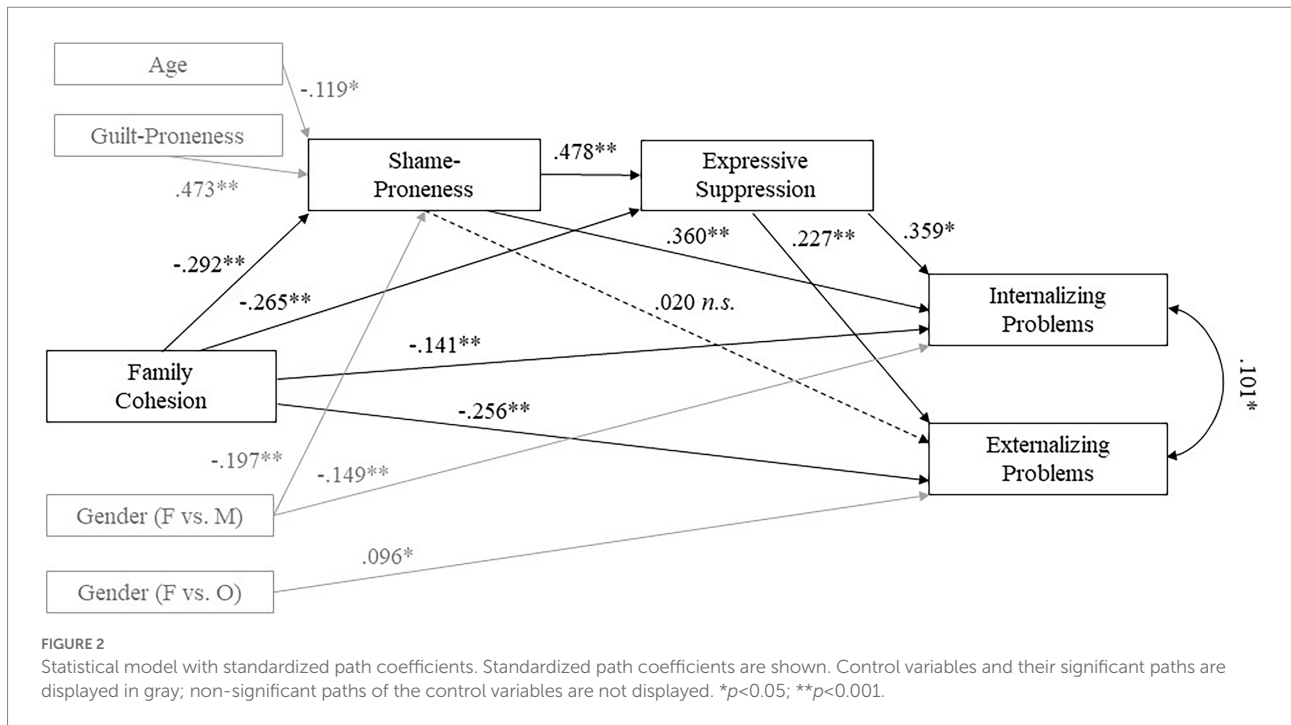 Age
-.119*
Guilt-Proneness
.473**
Shame-
Proneness
.478**
Expressive
Suppression
.360**
.227**
.359*
-.292**
-.265**
.020 n.s.
Internalizing
Problems
-.141**
Family
Cohesion
.101*
-.256**
Externalizing
Problems
-.197**
-.149**
Gender (F vs. M)
.096*
Gender (F vs. O)
FIGURE 2
Statistical model with standardized path coefficients. Standardized path coefficients are shown. Control variables and their significant paths are
displayed in gray; non-significant paths of the control variables are not displayed. *p<0.05; **p<0.001.